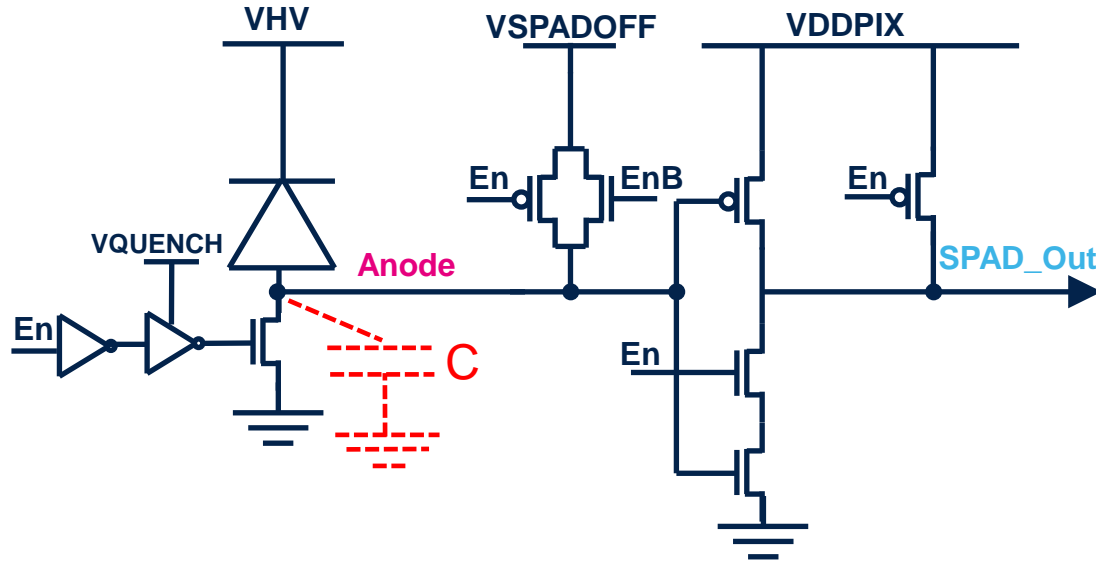 VHV
VSPADOFF
VDDPIX
En
EnB
En
VQUENCH
Anode
SPAD_Out
En
En
C